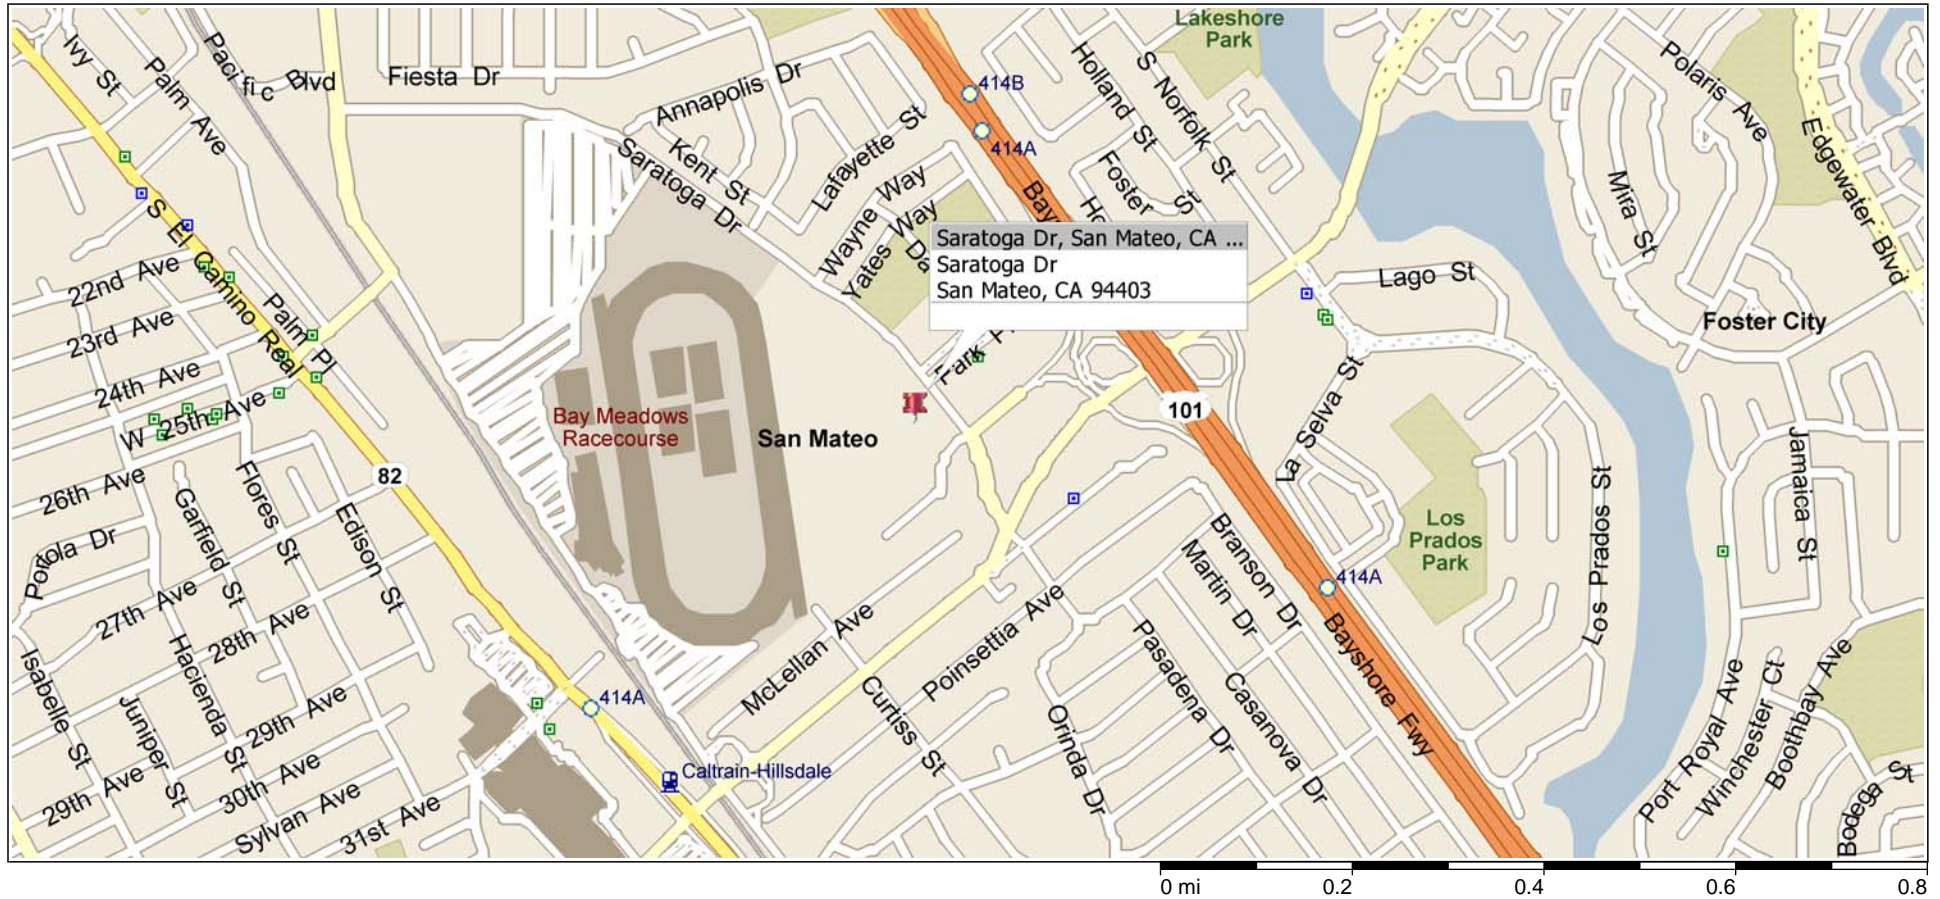 Ivy St
Palm Ave
Paci
fi
c
Blvd
Fiesta Dr
Annapolis Dr
Kent St
Saratoga Dr
Lafayette St
Wayne Way
Yates Way
Da
414B
414A
Holland St
S Norfolk St
Foster
St
Ho
Bay
Lakeshore
Park
Polaris Ave
Edgewater Blvd
Mira St
Lago St
Foster City
Saratoga Dr, San Mateo, CA ...
Saratoga Dr
San Mateo, CA 94403
S El Camino Real
22nd Ave
23rd Ave
24th Ave
W 25th Ave
26th Ave
Palm Pl
82
Bay Meadows
Racecourse
San Mateo
Park
101
La Selva St
Los
Prados
Park
Los Prados St
Jamaica St
Portola Dr
Garfield St
Flores St
Edison St
27th Ave
28th Ave
Hacienda St
Isabelle St
Juniper St
29th Ave
29th Ave
30th Ave
Sylvan Ave
31st Ave
414A
Caltrain-Hillsdale
McLellan Ave
Poinsettia Ave
Curtiss St
Orinda Dr
Pasadena Dr
Casanova Dr
Martin Dr
Branson Dr
414A
Bayshore Fwy
Port Royal Ave
Winchester Ct
Boothbay Ave
Bodega St
0 mi 0.2 0.4 0.6 0.8